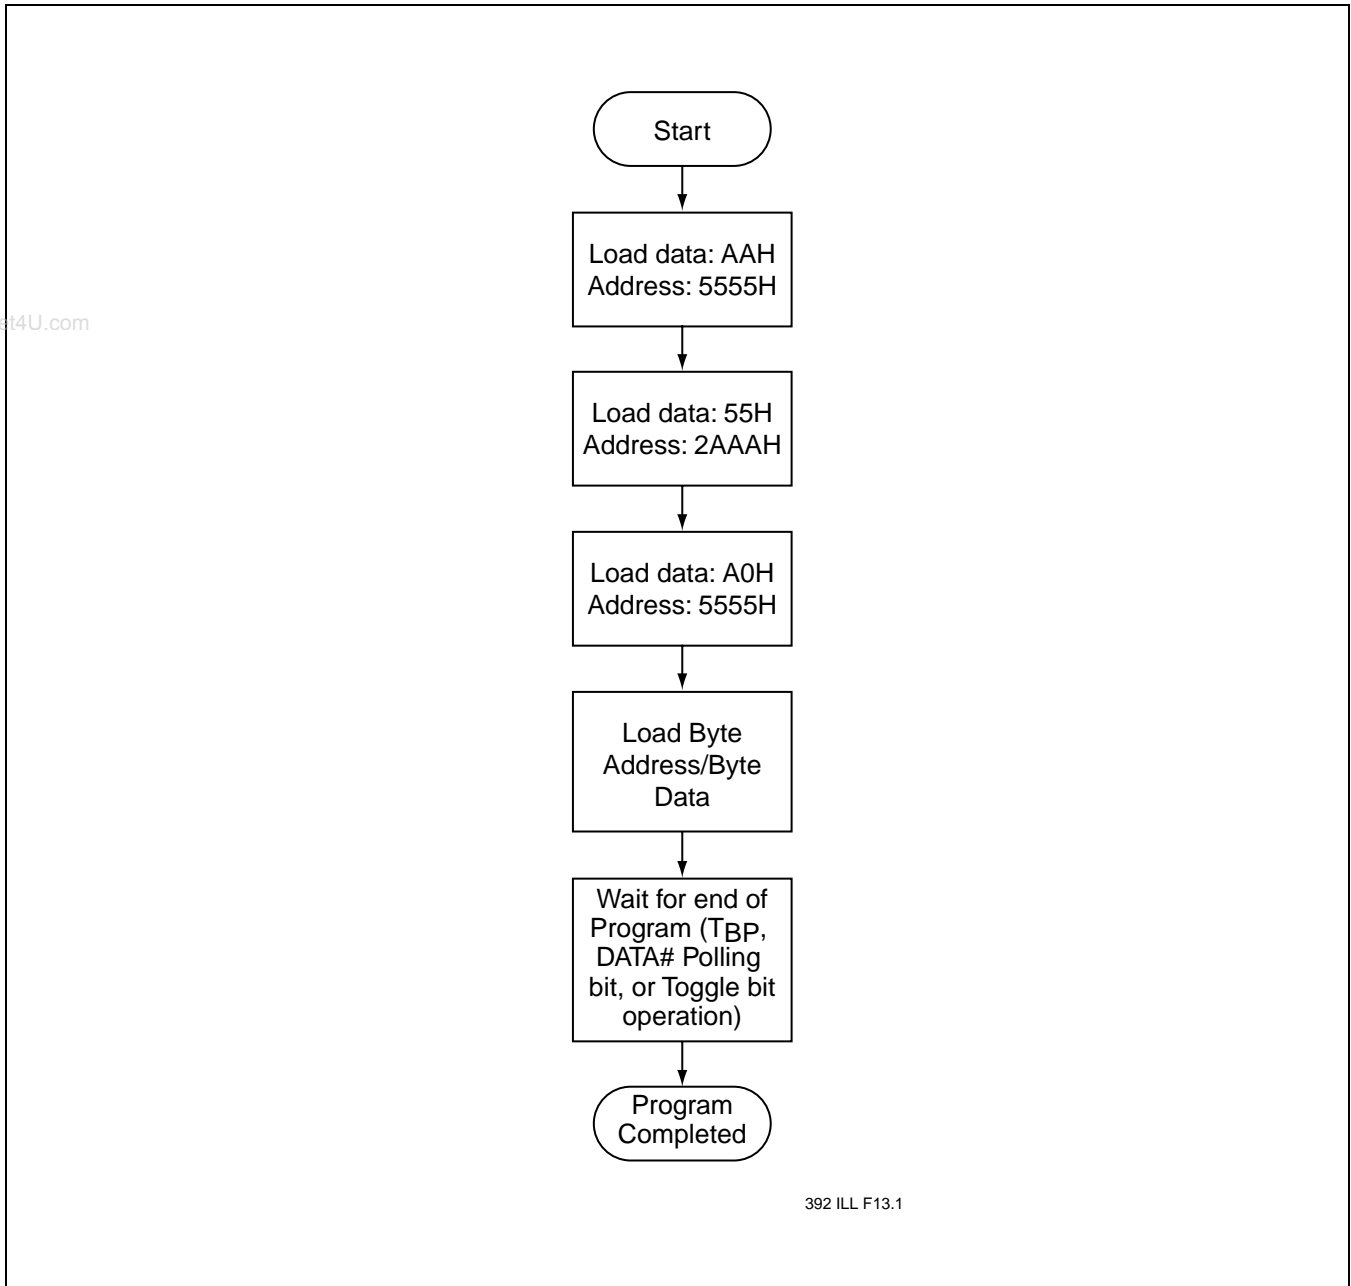 Start
Load data: AAH
Address: 5555H
et4U.com
Load data: 55H
Address: 2AAAH
Load data: A0H
Address: 5555H
Load Byte
Address/Byte
Data
Wait for end of
Program (TBP,
DATA# Polling
bit, or Toggle bit
operation)
Program
Completed
392 ILL F13.1